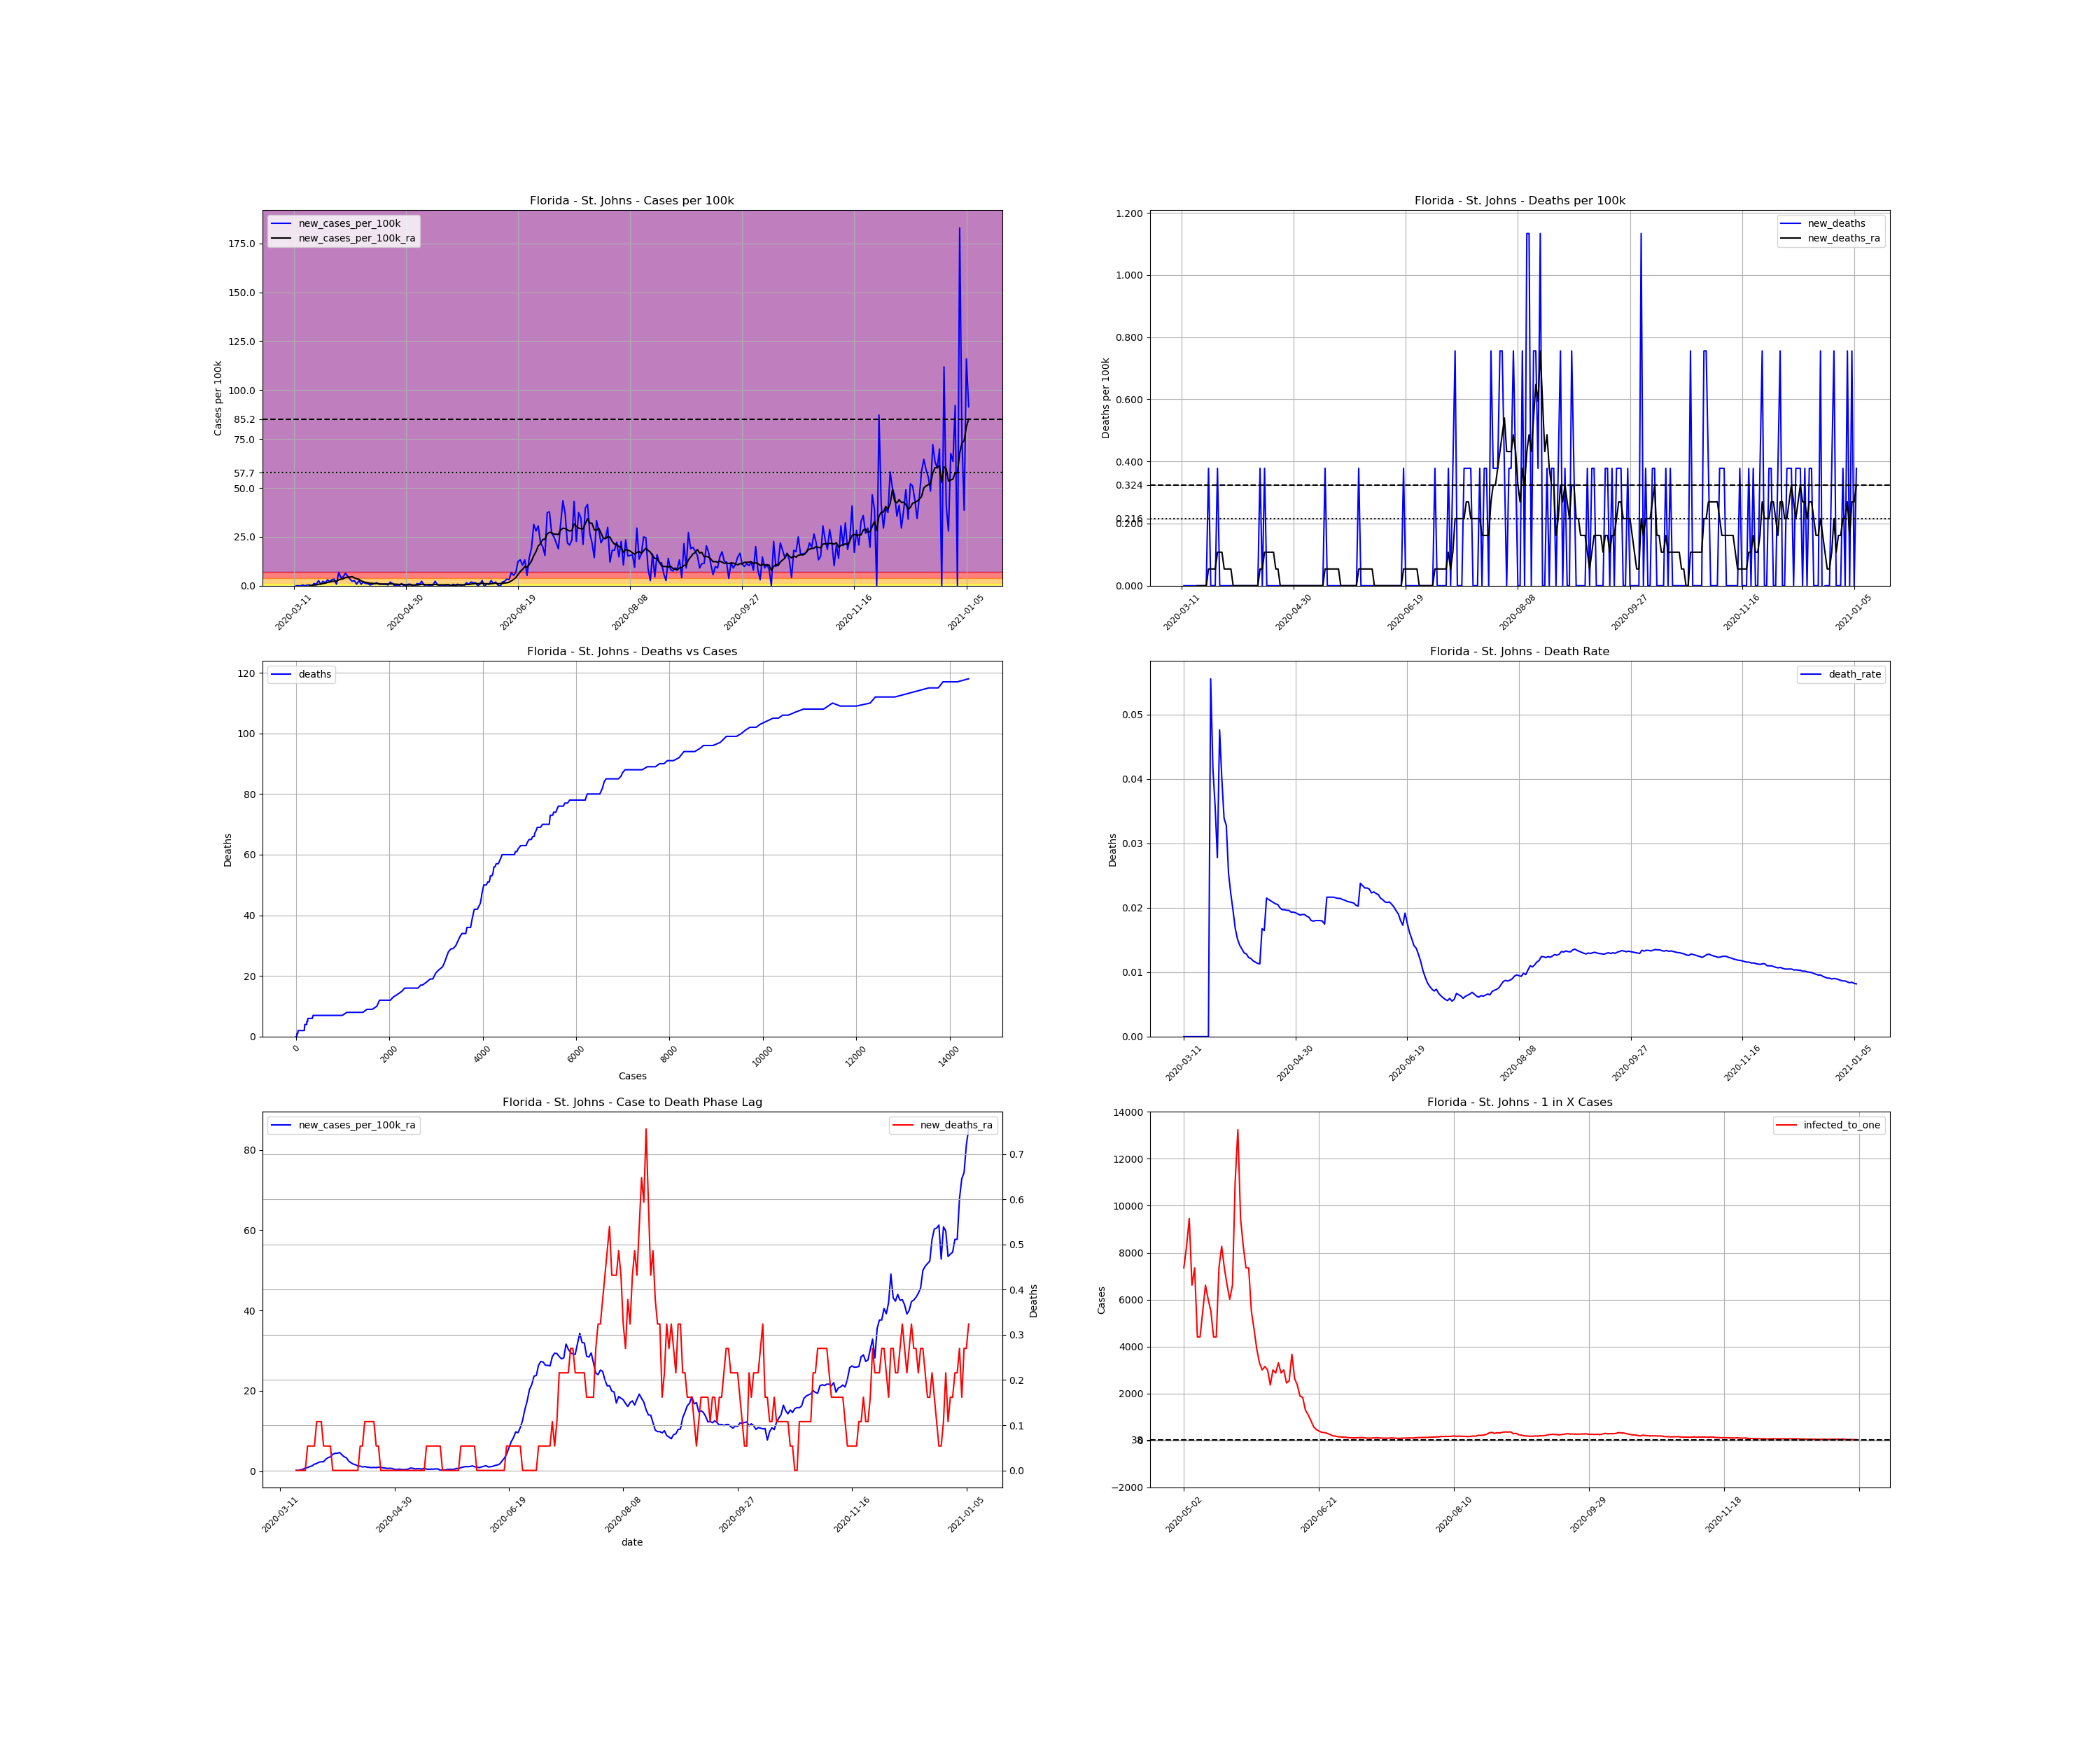 Florida - St. Johns - Cases per 100k
new_cases_per_100k
new_cases_per_100k_ra
Cases per 100k
175.0
150.0
125.0
100.0
85.2
75.0
57.7
50.0
25.0
0.0
2020-03-11 2020-04-30 2020-06-19 2020-08-08 2020-09-27 2020-11-16 2021-01-05
Florida - St. Johns - Deaths per 100k
new_deaths
new_deaths_ra
Deaths per 100k
1.200
1.000
0.800
0.600
0.400
0.324
0.216
0.200
0.000
2020-03-11 2020-04-30 2020-06-19 2020-08-08 2020-09-27 2020-11-16 2021-01-05
Florida - St. Johns - Deaths vs Cases
deaths
Deaths
120
100
80
60
40
20
0
0 2000 4000 6000 8000 10000 12000 14000
Cases
Florida - St. Johns - Death Rate
death_rate
Deaths
0.05
0.04
0.03
0.02
0.01
0.00
2020-03-11 2020-04-30 2020-06-19 2020-08-08 2020-09-27 2020-11-16 2021-01-05
Florida - St. Johns - Case to Death Phase Lag
new_cases_per_100k_ra
new_deaths_ra
80
60
40
20
0
0.7
0.6
0.5
0.4
0.3
0.2
0.1
0.0
Deaths
2020-03-11 2020-04-30 2020-06-19 2020-08-08 2020-09-27 2020-11-16 2021-01-05
date
Florida - St. Johns - 1 in X Cases
infected_to_one
Cases
14000
12000
10000
8000
6000
4000
2000
38
0
−2000
2020-05-02 2020-06-21 2020-08-10 2020-09-29 2020-11-18